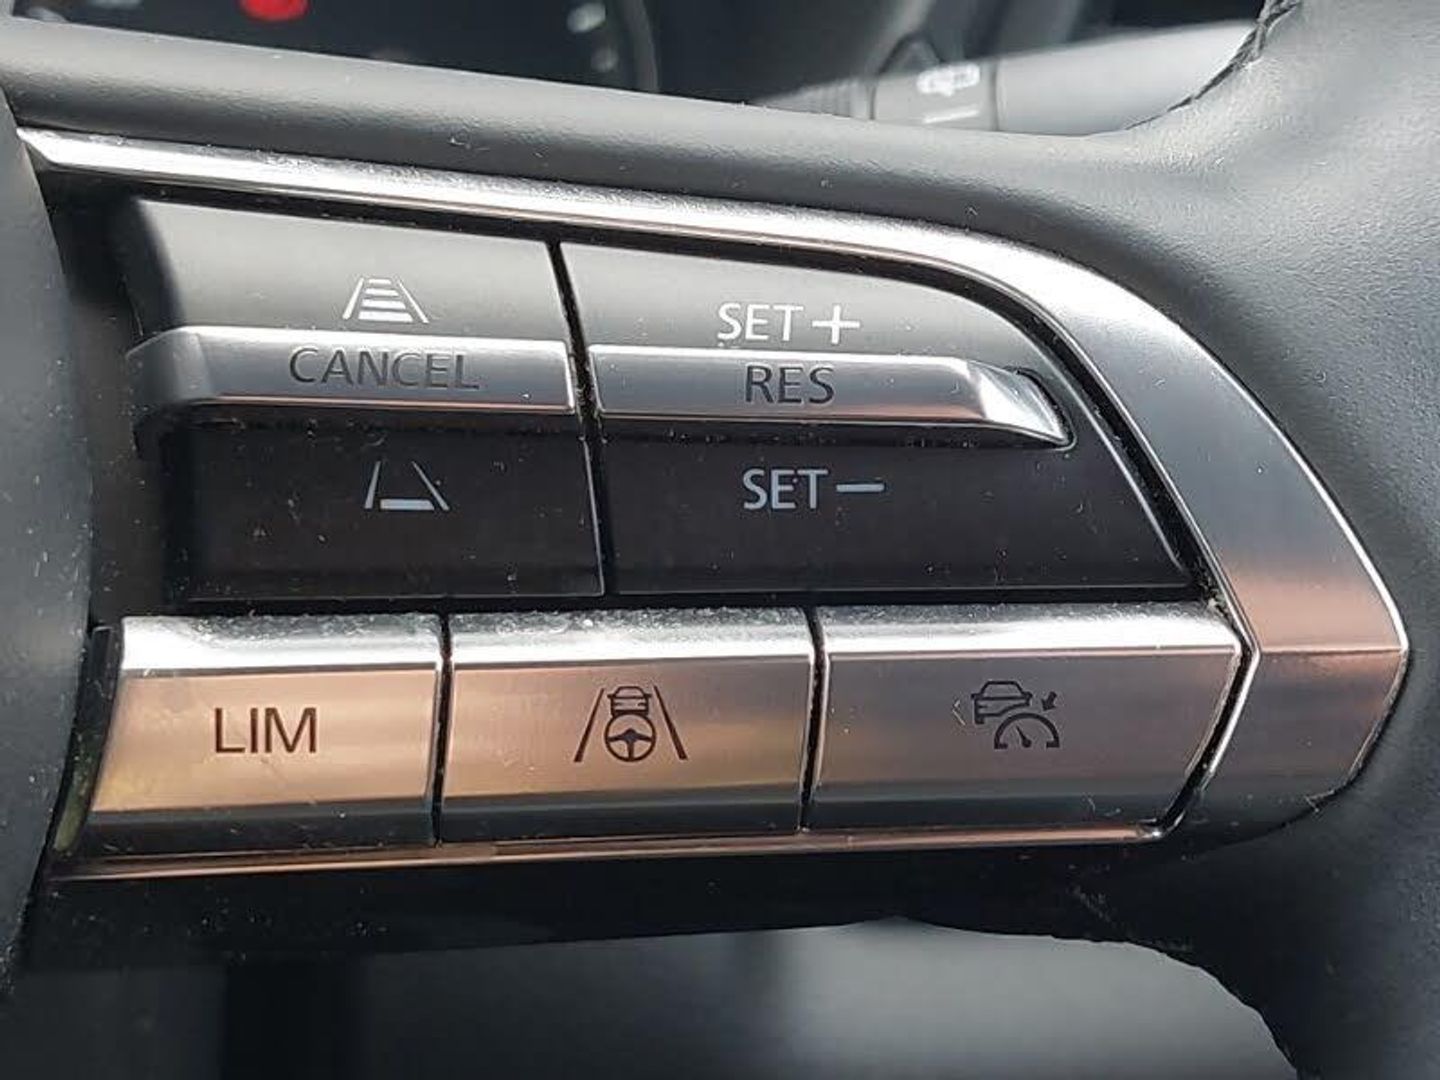 SET+
CANCEL
RES
SET-
LIM